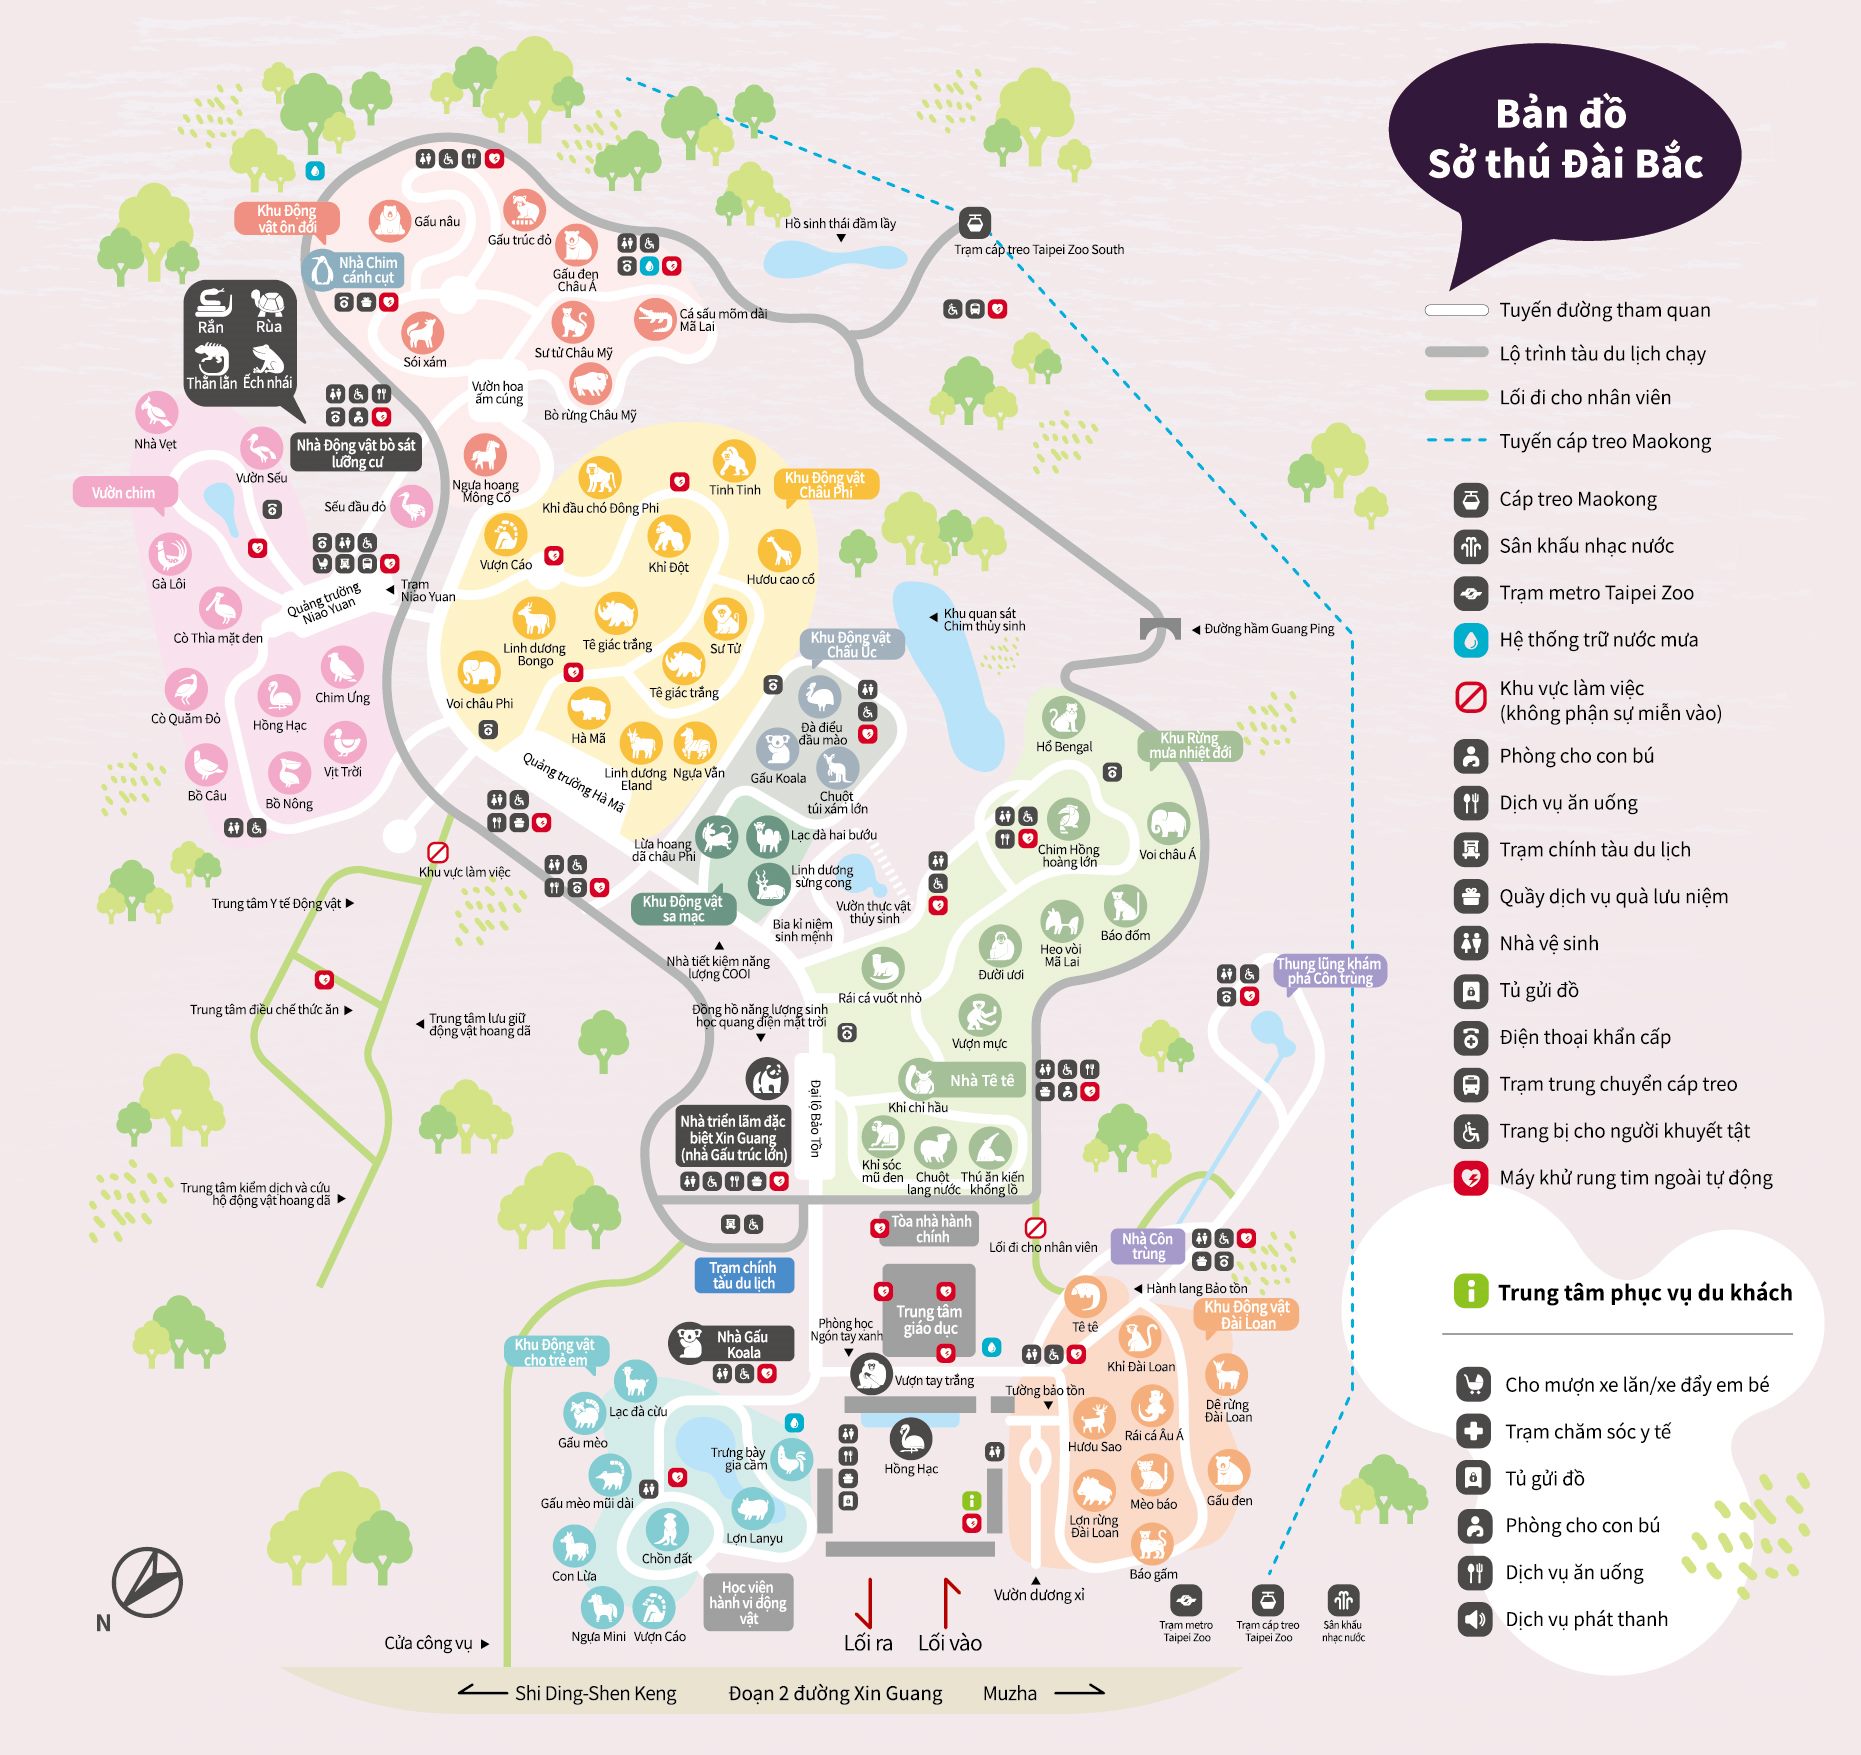 Bản đồ
Sở thú Đài Bắc
Tuyến đường tham quan
Lộ trình tàu du lịch chạy
Lối đi cho nhân viên
Tuyến cáp treo Maokong
Cáp treo Maokong
Sân khấu nhạc nước
Trạm metro Taipei Zoo
Hệ thống trữ nước mưa
Khu vực làm việc
(không phận sự miễn vào)
Phòng cho con bú
Dịch vụ ăn uống
Trạm chính tàu du lịch
Quầy dịch vụ quà lưu niệm
Nhà vệ sinh
Tủ gửi đồ
Điện thoại khẩn cấp
Trạm trung chuyển cáp treo
Trang bị cho người khuyết tật
Máy khử rung tim ngoài tự động
Trung tâm phục vụ du khách
Cho mượn xe lăn/xe đẩy em bé
Trạm chăm sóc y tế
Tủ gửi đồ
Phòng cho con bú
Dịch vụ ăn uống
Dịch vụ phát thanh
Khu Động
vật ôn đới
Gấu nâu
Gấu trúc đỏ
Gấu đen
Châu Á
Nhà Chim
cánh cụt
Cá sấu mõm dài
Mã Lai
Sói xám
Sư tử Châu Mỹ
Bò rừng Châu Mỹ
Vườn hoa
ấm cúng
Ngựa hoang
Mông Cổ
Hồ sinh thái đầm lầy
Trạm cáp treo Taipei Zoo South
Rắn
Rùa
Thằn lằn
Ếch nhái
Nhà Động vật bò sát
lưỡng cư
Nhà Vẹt
Vườn Sếu
Vườn chim
Sếu đầu đỏ
Gà Lôi
Quảng trường
Niao Yuan
Trạm
Niao Yuan
Cò Thìa mặt đen
Chim Ưng
Cò Quăm Đỏ
Hồng Hạc
Vịt Trời
Bồ Câu
Bồ Nông
Khu Động vật
Châu Phi
Khỉ đầu chó Đông Phi
Tinh Tinh
Vượn Cáo
Khỉ Đột
Hươu cao cổ
Linh dương
Bongo
Tê giác trắng
Sư Tử
Voi châu Phi
Tê giác trắng
Hà Mã
Linh dương
Eland
Ngựa Vằn
Quảng trường Hà Mã
Khu Động vật
Chấu Úc
Đà điểu
đầu mào
Gấu Koala
Chuột
túi xám lớn
Khu quan sát
Chim thủy sinh
Đường hầm Guang Ping
Lừa hoang
dã châu Phi
Lạc đà hai bướu
Linh dương
sừng cong
Khu Động vật
sa mạc
Bia kỉ niệm
sinh mệnh
Vườn thực vật
thủy sinh
Nhà tiết kiệm năng
lượng COOI
Khu Rừng
mưa nhiệt đới
Hổ Bengal
Chim Hồng
hoàng lớn
Voi châu Á
Báo đốm
Heo vòi
Mã Lai
Đười ươi
Rái cá vuốt nhỏ
Vượn mực
Nhà Tê tê
Khỉ chỉ hầu
Khỉ sóc
mũ đen
Chuột
lang nước
Thú ăn kiến
khổng lồ
Khu vực làm việc
Trung tâm Y tế Động vật
Trung tâm điều chế thức ăn
Trung tâm lưu giữ
động vật hoang dã
Trung tâm kiểm dịch và cứu
hộ động vật hoang dã
Đồng hồ năng lượng sinh
học quang điện mặt trời
Nhà triển lãm đặc
biệt Xin Guang
(nhà Gấu trúc lớn)
Đại lộ Bảo Tồn
Thung lũng khám
phá Côn trùng
Trạm chính
tàu du lịch
Tòa nhà hành
chính
Lối đi cho nhân viên
Nhà Côn
trùng
Hành lang Bảo tồn
Trung tâm
giáo dục
Phòng học
Ngón tay xanh
Vượn tay trắng
Nhà Gấu
Koala
Khu Động vật
cho trẻ em
Lạc đà cừu
Gấu mèo
Trưng bày
gia cầm
Gấu mèo mũi dài
Lợn Lanyu
Chồn đất
Con Lừa
Ngựa Mini
Vượn Cáo
Học viện
hành vi động
vật
Hồng Hạc
Tường bảo tồn
Khu Động vật
Đài Loan
Tê tê
Khỉ Đài Loan
Dê rừng
Đài Loan
Hươu Sao
Rái cá Âu Á
Mèo báo
Gấu đen
Lợn rừng
Đài Loan
Báo gấm
Vườn dương xỉ
Trạm metro
Taipei Zoo
Trạm cáp treo
Taipei Zoo
Sân khấu
nhạc nước
N
Cửa công vụ
Lối ra
Lối vào
Shi Ding-Shen Keng
Đoạn 2 đường Xin Guang
Muzha